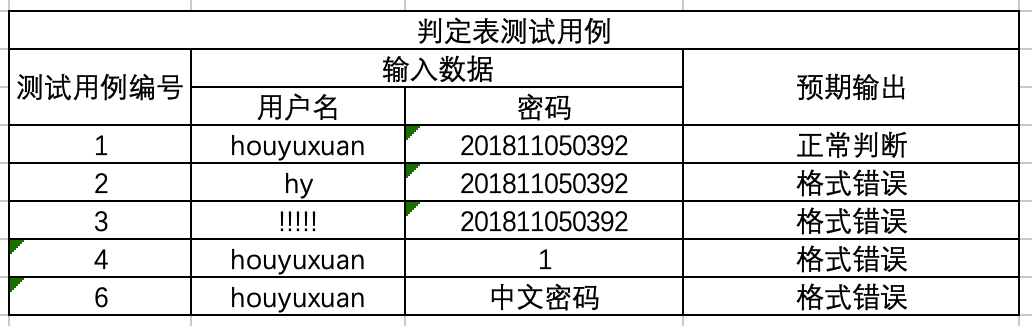 判定表测试用例
测试用例编号 输入数据 预期输出
用户名 密码
1 houyuxuan 201811050392 正常判断
2 hy 201811050392 格式错误
3 !!!!! 201811050392 格式错误
4 houyuxuan 1 格式错误
6 houyuxuan 中文密码 格式错误